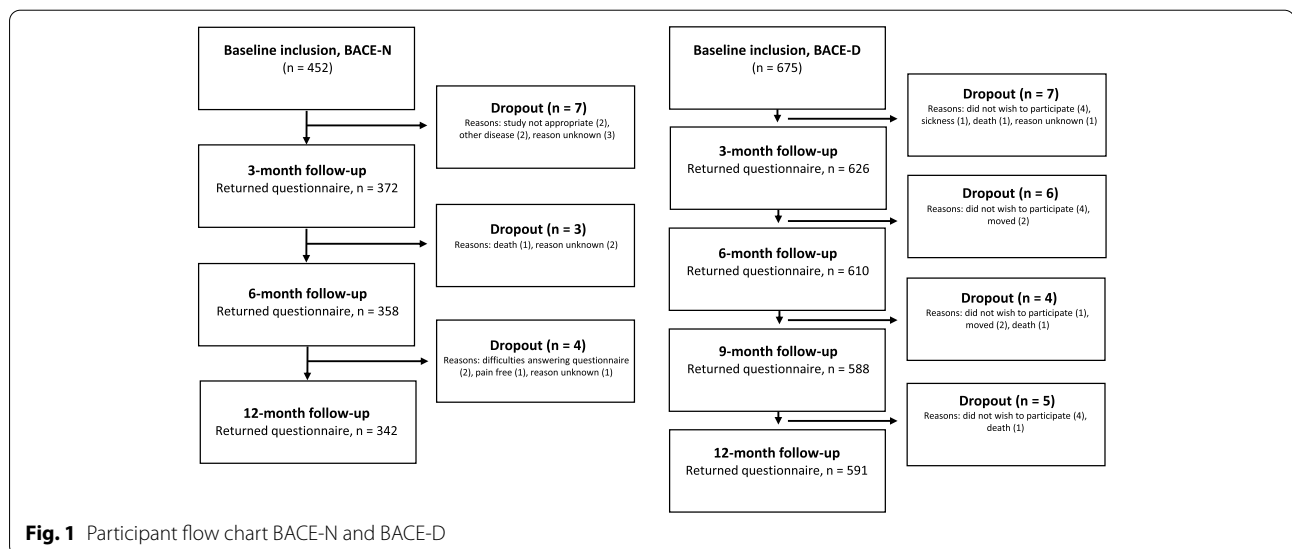 Baseline inclusion, BACE-N
(n = 452)
Dropout (n = 7)
Reasons: study not appropriate (2),
other disease (2), reason unknown (3)
3-month follow-up
Returned questionnaire, n = 372
Dropout (n = 3)
Reasons: death (1), reason unknown (2)
6-month follow-up
Returned questionnaire, n = 358
Dropout (n = 4)
Reasons: difficulties answering questionnaire
(2), pain free (1), reason unknown (1)
12-month follow-up
Returned questionnaire, n = 342
Baseline inclusion, BACE-D
(n = 675)
Dropout (n = 7)
Reasons: did not wish to participate (4),
sickness (1), death (1), reason unknown (1)
3-month follow-up
Returned questionnaire, n = 626
Dropout (n = 6)
Reasons: did not wish to participate (4),
moved (2)
6-month follow-up
Returned questionnaire, n = 610
Dropout (n = 4)
Reasons: did not wish to participate (1),
moved (2), death (1)
9-month follow-up
Returned questionnaire, n = 588
Dropout (n = 5)
Reasons: did not wish to participate (4),
death (1)
12-month follow-up
Returned questionnaire, n = 591
Fig. 1 Participant flow chart BACE-N and BACE-D